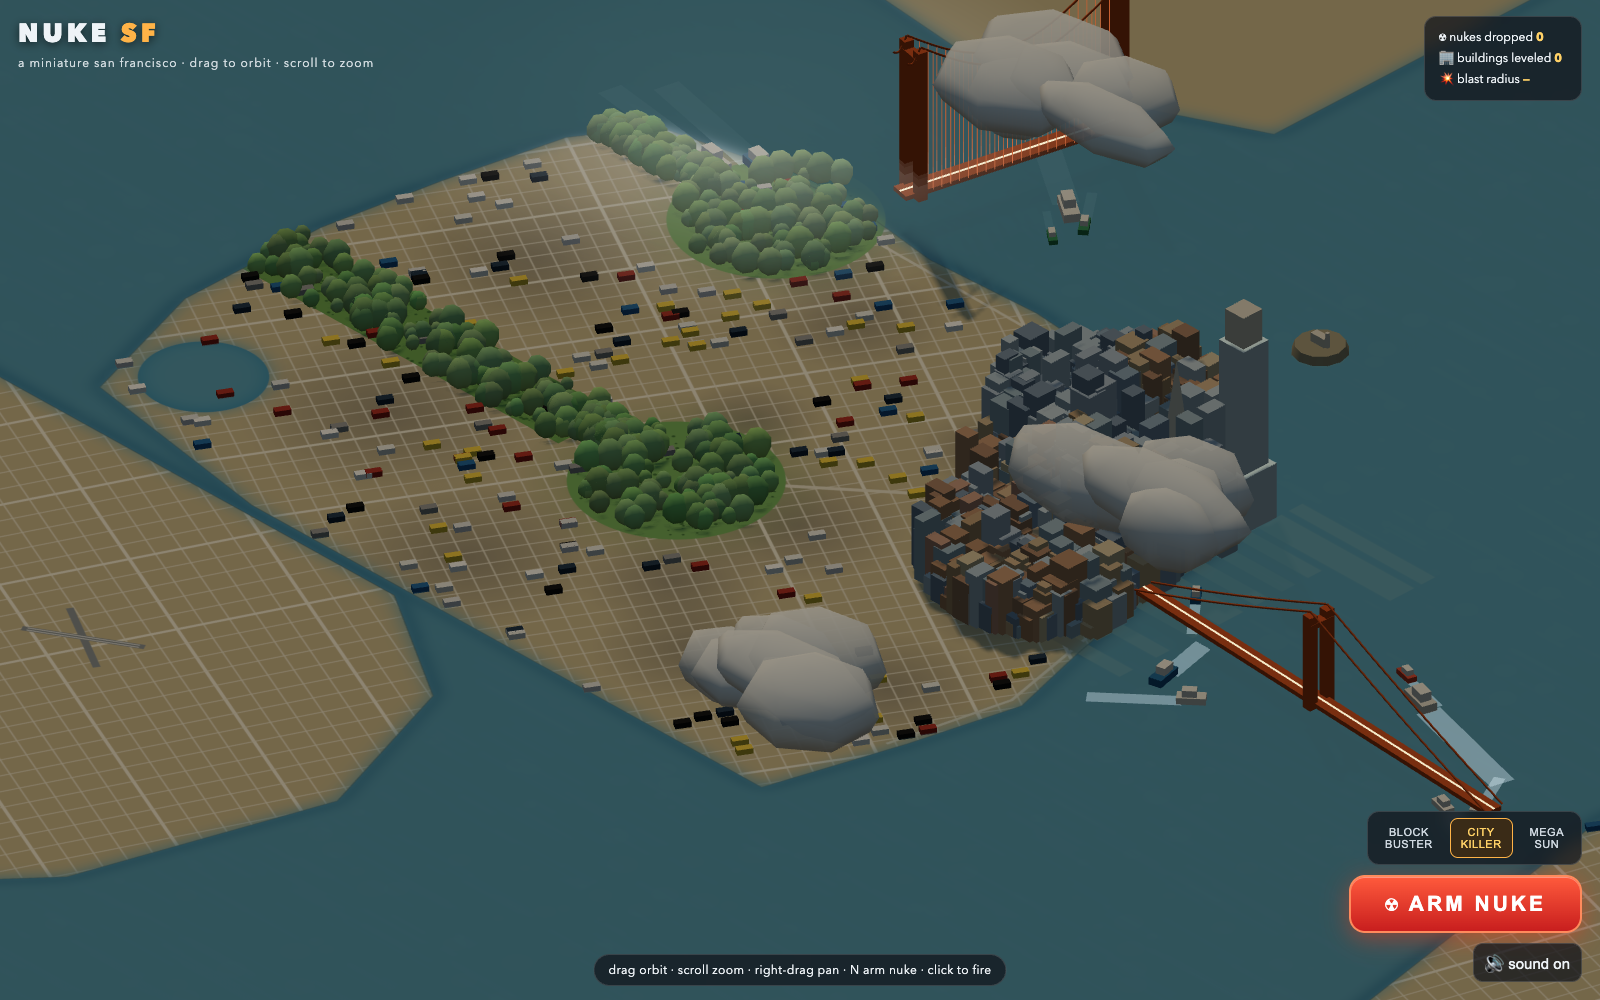 NUKE SF
a miniature san francisco · drag to orbit · scroll to zoom
☢ nukes dropped 0
🏢 buildings leveled 0
💥 blast radius –
BLOCK
BUSTER
CITY
KILLER
MEGA
SUN
☢ ARM NUKE
drag orbit · scroll zoom · right-drag pan · N arm nuke · click to fire
🔊 sound on